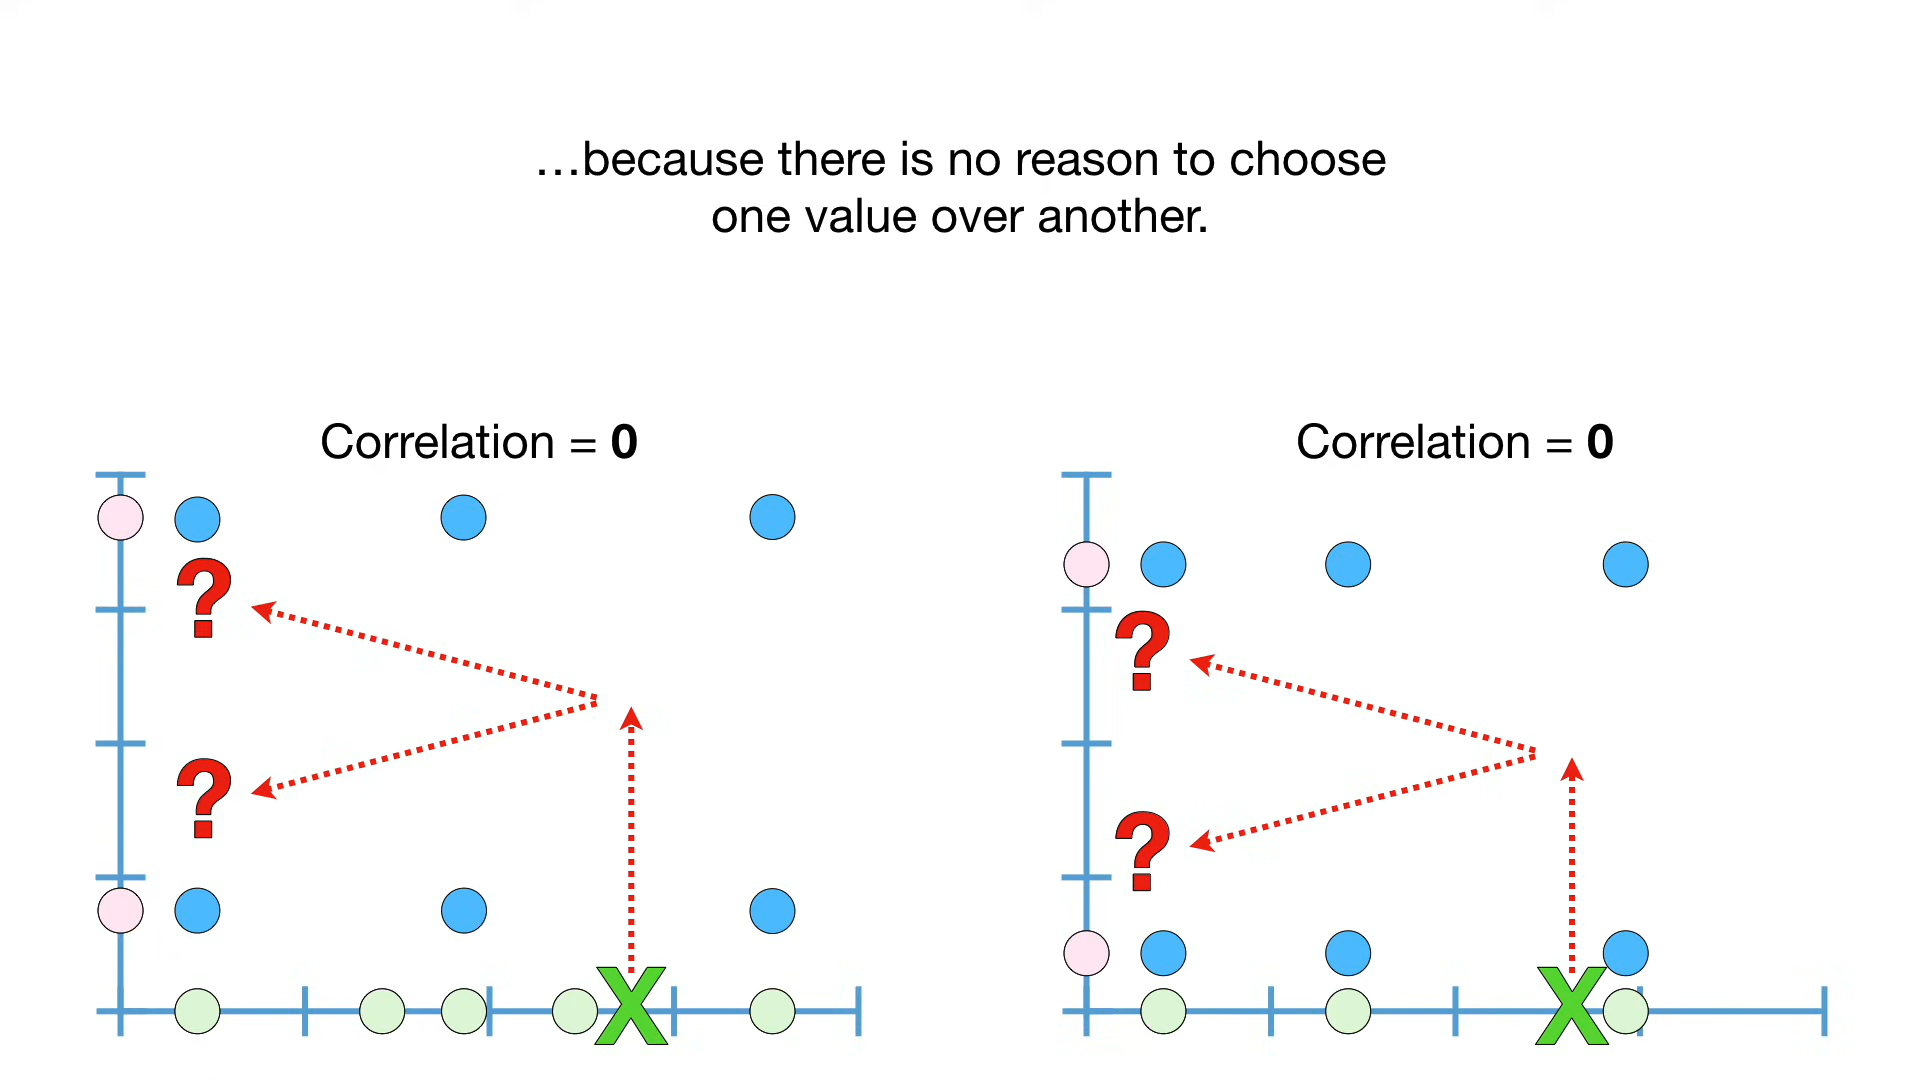 …because there is no reason to choose
one value over another.
Correlation = 0
Correlation = 0
?
?
?
?
X
X